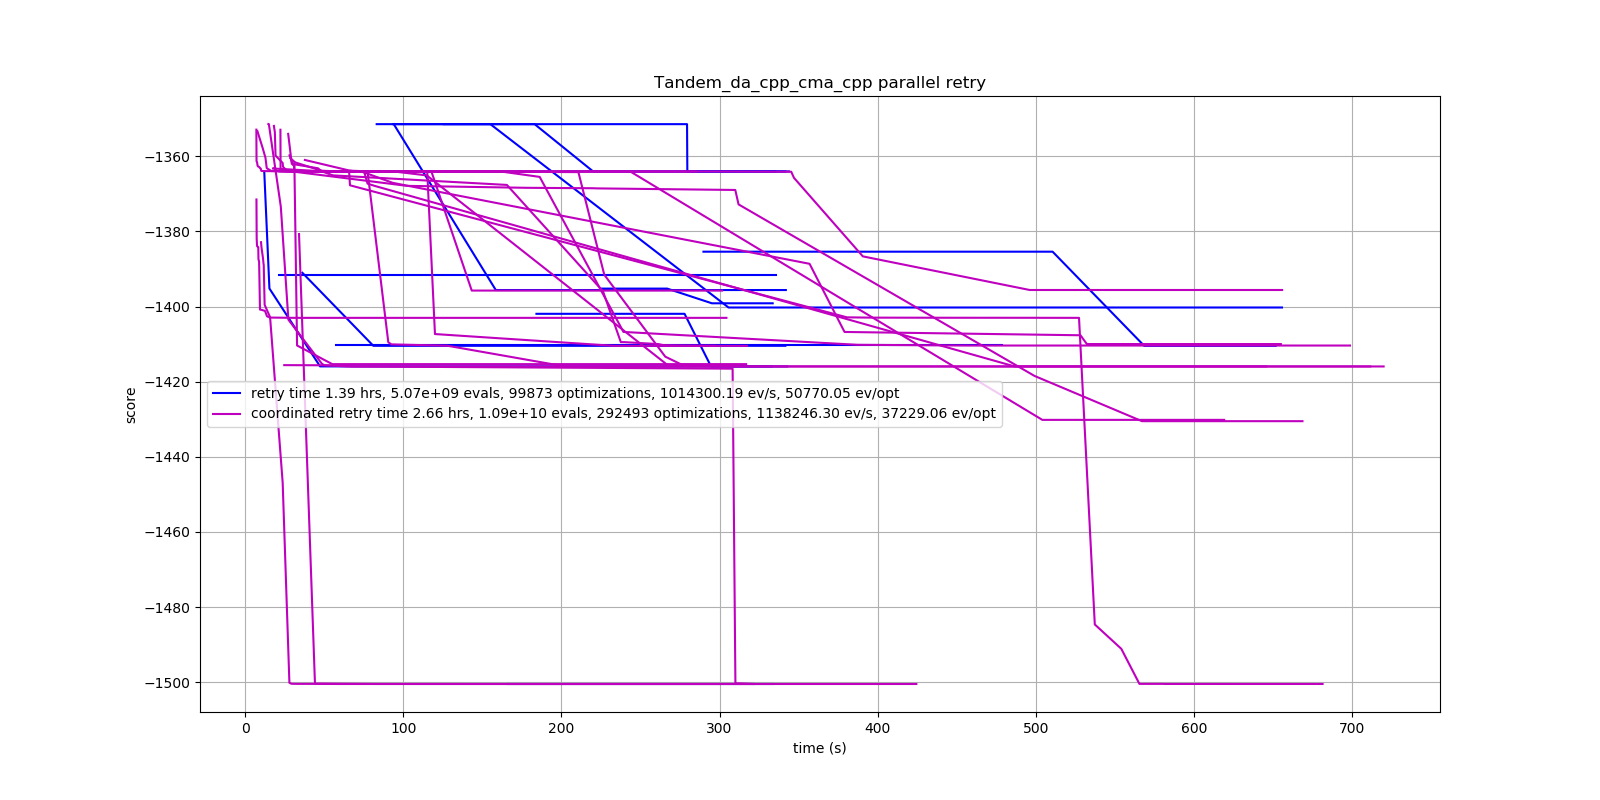 Tandem_da_cpp_cma_cpp parallel retry
score
−1360
−1380
−1400
−1420
−1440
−1460
−1480
−1500
retry time 1.39 hrs, 5.07e+09 evals, 99873 optimizations, 1014300.19 ev/s, 50770.05 ev/opt
coordinated retry time 2.66 hrs, 1.09e+10 evals, 292493 optimizations, 1138246.30 ev/s, 37229.06 ev/opt
0 100 200 300 400 500 600 700
time (s)